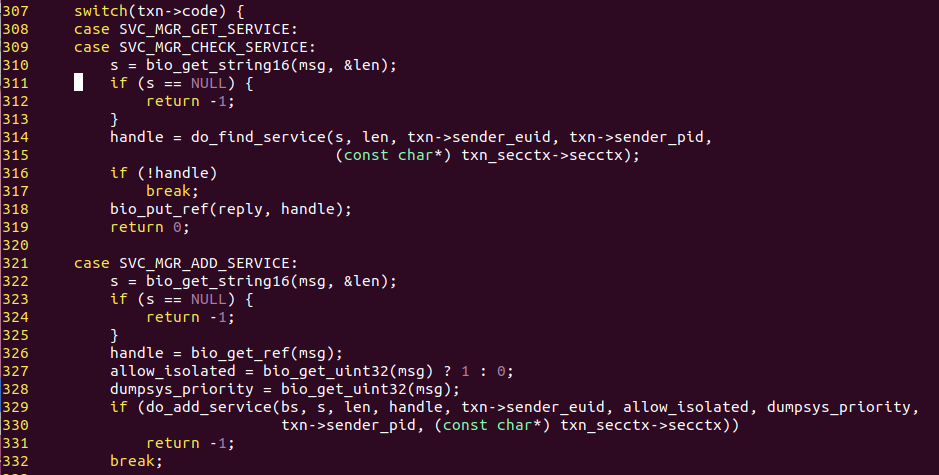 307     switch(txn->code) {
308     case SVC_MGR_GET_SERVICE:
309     case SVC_MGR_CHECK_SERVICE:
310         s = bio_get_string16(msg, &len);
311         if (s == NULL) {
312             return -1;
313         }
314         handle = do_find_service(s, len, txn->sender_euid, txn->sender_pid,
315                                  (const char*) txn_secctx->secctx);
316         if (!handle)
317             break;
318         bio_put_ref(reply, handle);
319         return 0;
320
321     case SVC_MGR_ADD_SERVICE:
322         s = bio_get_string16(msg, &len);
323         if (s == NULL) {
324             return -1;
325         }
326         handle = bio_get_ref(msg);
327         allow_isolated = bio_get_uint32(msg) ? 1 : 0;
328         dumpsys_priority = bio_get_uint32(msg);
329         if (do_add_service(bs, s, len, handle, txn->sender_euid, allow_isolated, dumpsys_priority,
330                            txn->sender_pid, (const char*) txn_secctx->secctx))
331             return -1;
332         break;